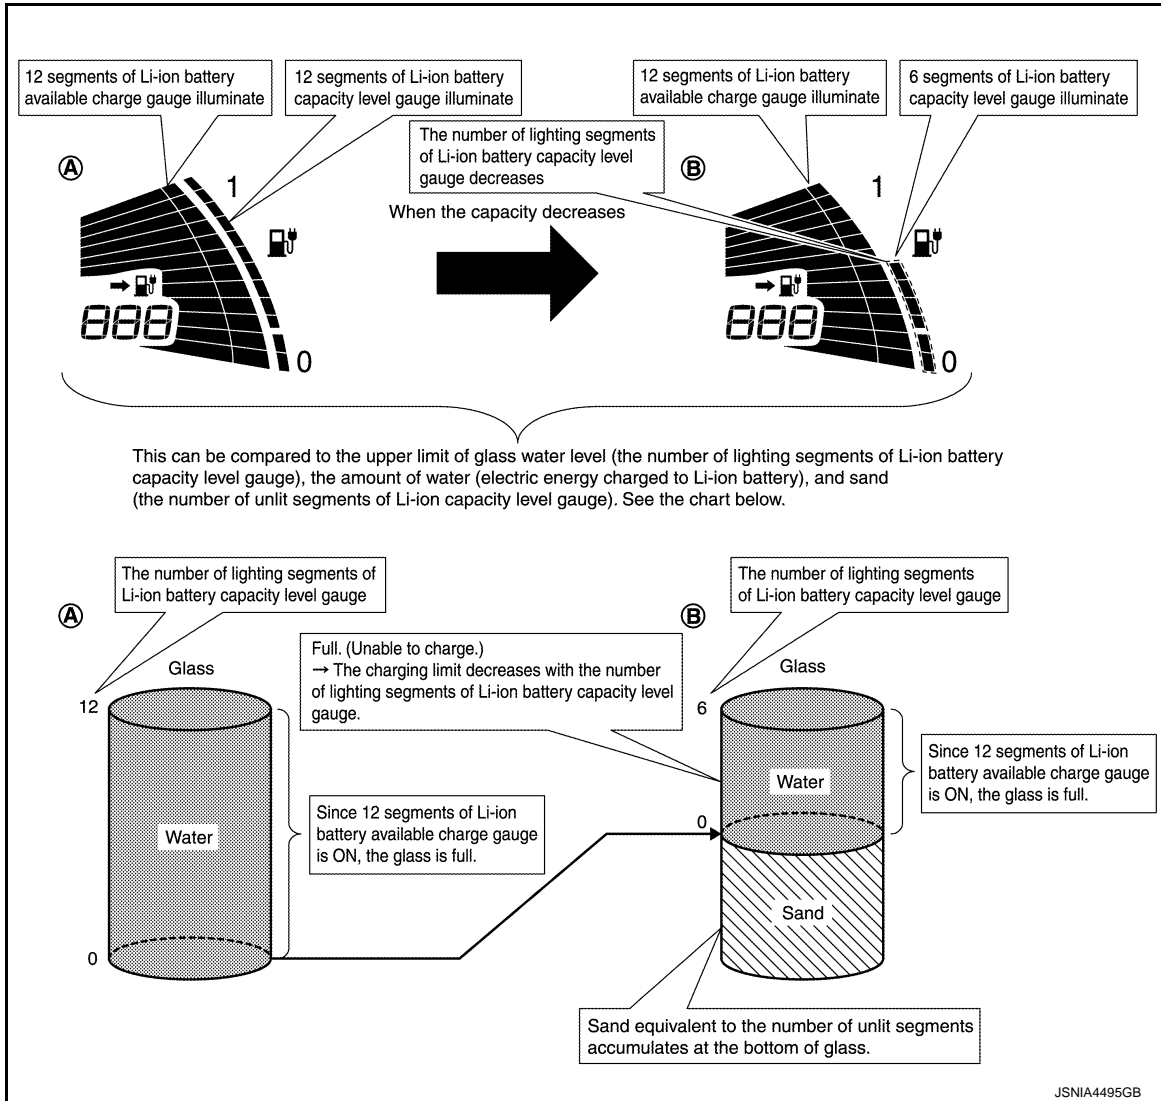 12 segments of Li-ion battery
available charge gauge illuminate
12 segments of Li-ion battery
capacity level gauge illuminate
12 segments of Li-ion battery
available charge gauge illuminate
6 segments of Li-ion battery
capacity level gauge illuminate
The number of lighting segments
of Li-ion battery capacity level
gauge decreases
A
B
1
1
When the capacity decreases
888
0
888
0
This can be compared to the upper limit of glass water level (the number of lighting segments of Li-ion battery
capacity level gauge), the amount of water (electric energy charged to Li-ion battery), and sand
(the number of unlit segments of Li-ion capacity level gauge). See the chart below.
The number of lighting segments of
Li-ion battery capacity level gauge
The number of lighting segments
of Li-ion battery capacity level gauge
A
B
Full. (Unable to charge.)
→ The charging limit decreases with the number
of lighting segments of Li-ion battery capacity level
gauge.
Glass
Glass
12
6
Since 12 segments of Li-ion
battery available charge gauge
is ON, the glass is full.
Water
0
Since 12 segments of Li-ion
battery available charge gauge
is ON, the glass is full.
Water
Sand
0
Sand equivalent to the number of unlit segments
accumulates at the bottom of glass.
JSNIA4495GB